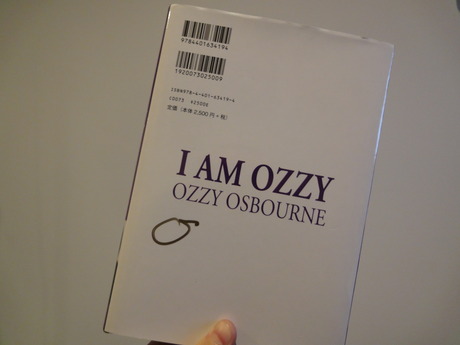 9784401634194
1920073025009
ISBN978-4-401-63419-4
C0073 ¥2500E
定価(本体2,500円+税)
I AM OZZY
OZZY OSBOURNE